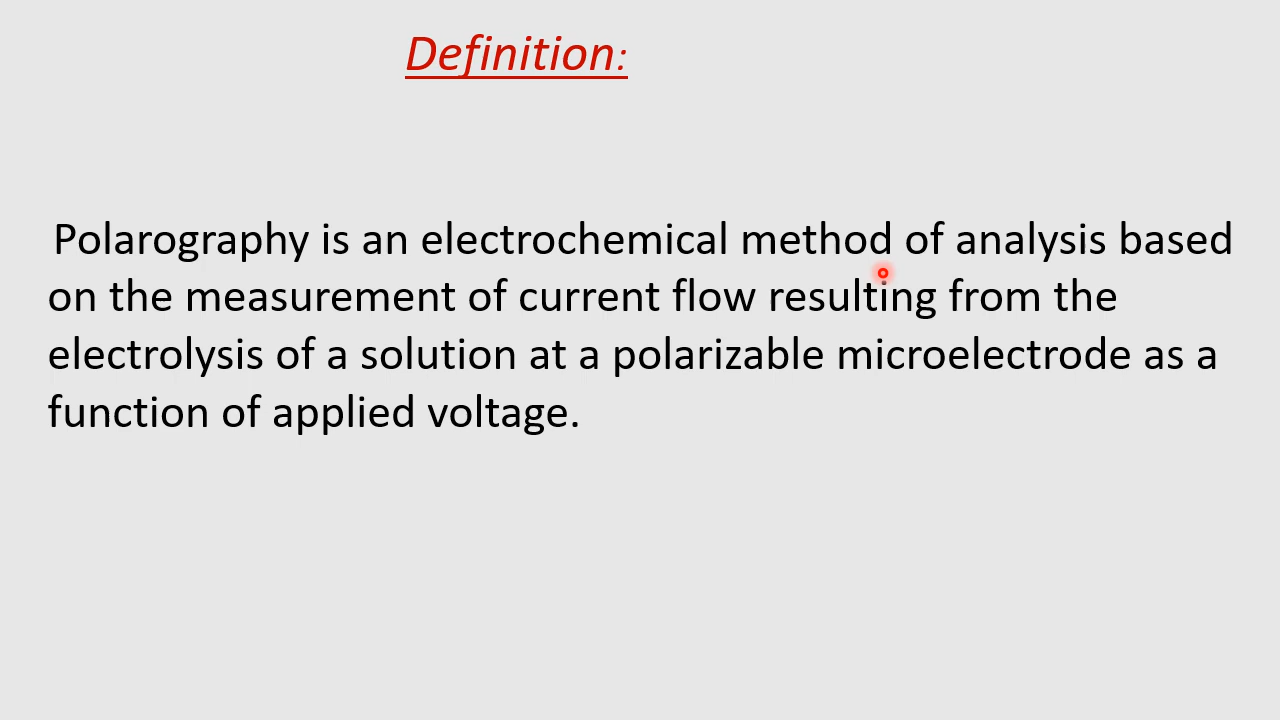 Definition:
Polarography is an electrochemical method of analysis based
on the measurement of current flow resulting from the
electrolysis of a solution at a polarizable microelectrode as a
function of applied voltage.